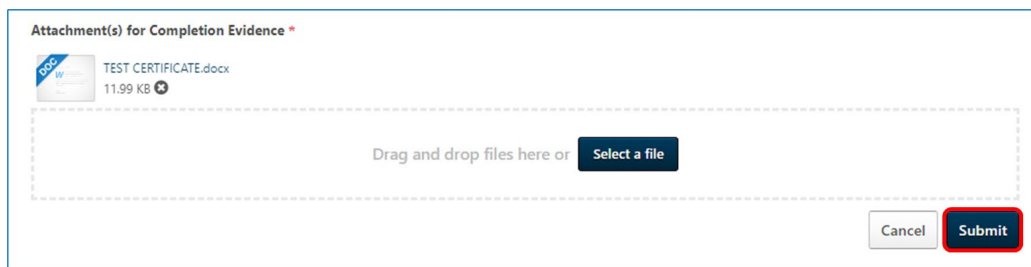 Attachment(s) for Completion Evidence *
DOC
W
TEST CERTIFICATE.docx
11.99 KB
Drag and drop files here or Select a file
Cancel Submit